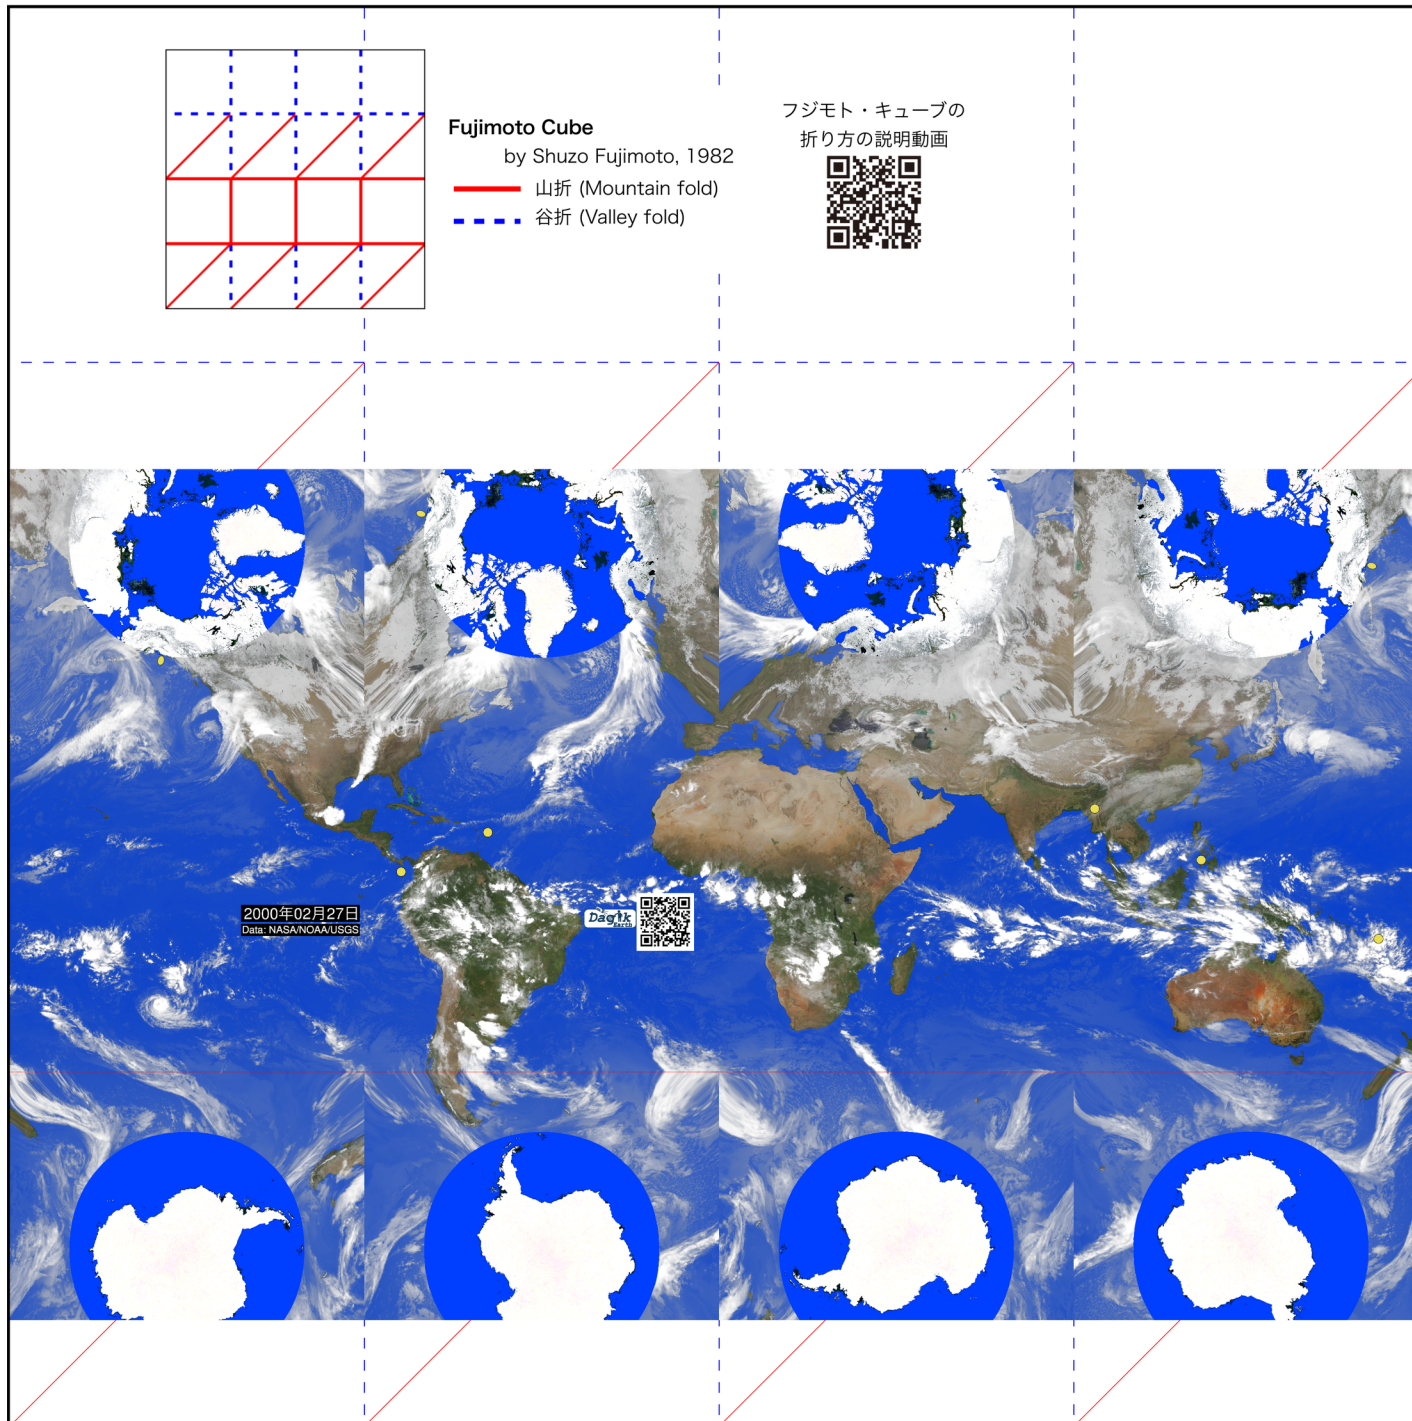 Fujimoto Cube
by Shuzo Fujimoto, 1982
山折 (Mountain fold)
谷折 (Valley fold)
フジモト・キューブの
折り方の説明動画
2000年02月27日
Data: NASA/NOAA/USGS
Dagik
Earth